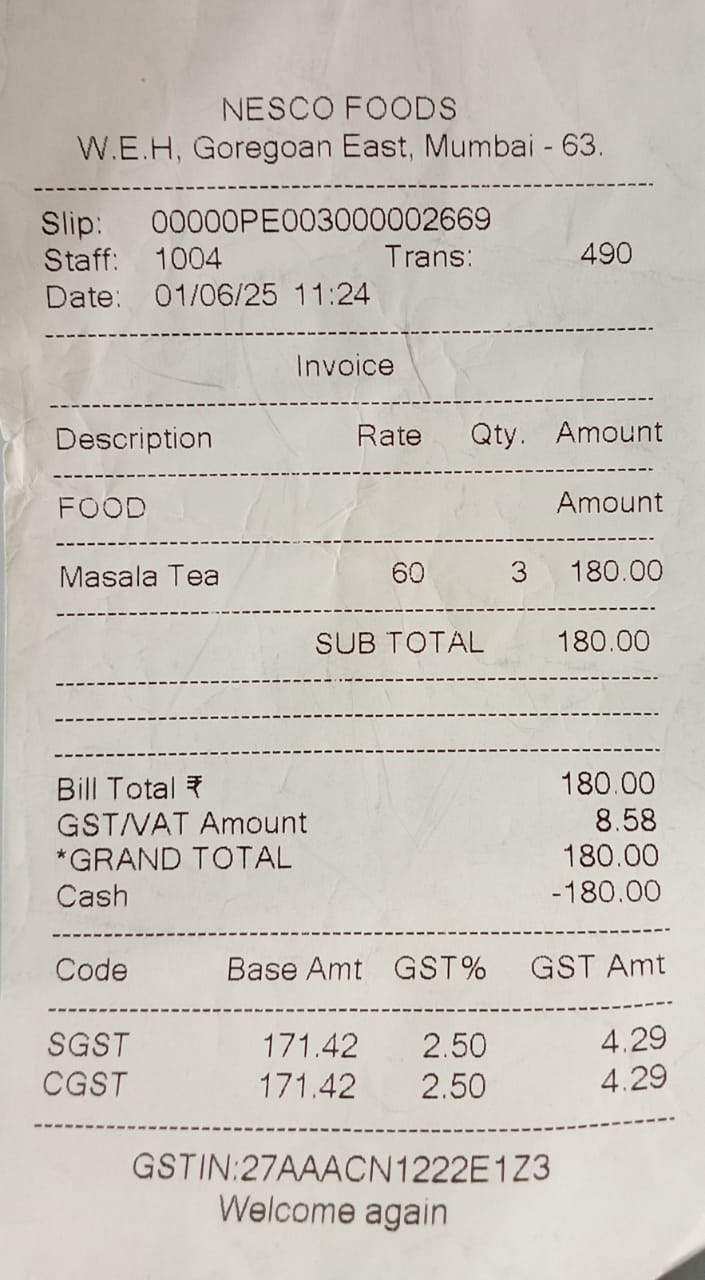 NESCO FOODS
W.E.H, Goregoan East, Mumbai - 63.
Slip: 00000PE003000002669
Staff: 1004 Trans: 490
Date: 01/06/25 11:24
Invoice
Description Rate Qty. Amount
FOOD Amount
Masala Tea 60 3 180.00
SUB TOTAL 180.00
Bill Total ₹ 180.00
GST/VAT Amount 8.58
*GRAND TOTAL 180.00
Cash -180.00
Code Base Amt GST% GST Amt
SGST 171.42 2.50 4.29
CGST 171.42 2.50 4.29
GSTIN:27AAACN1222E1Z3
Welcome again